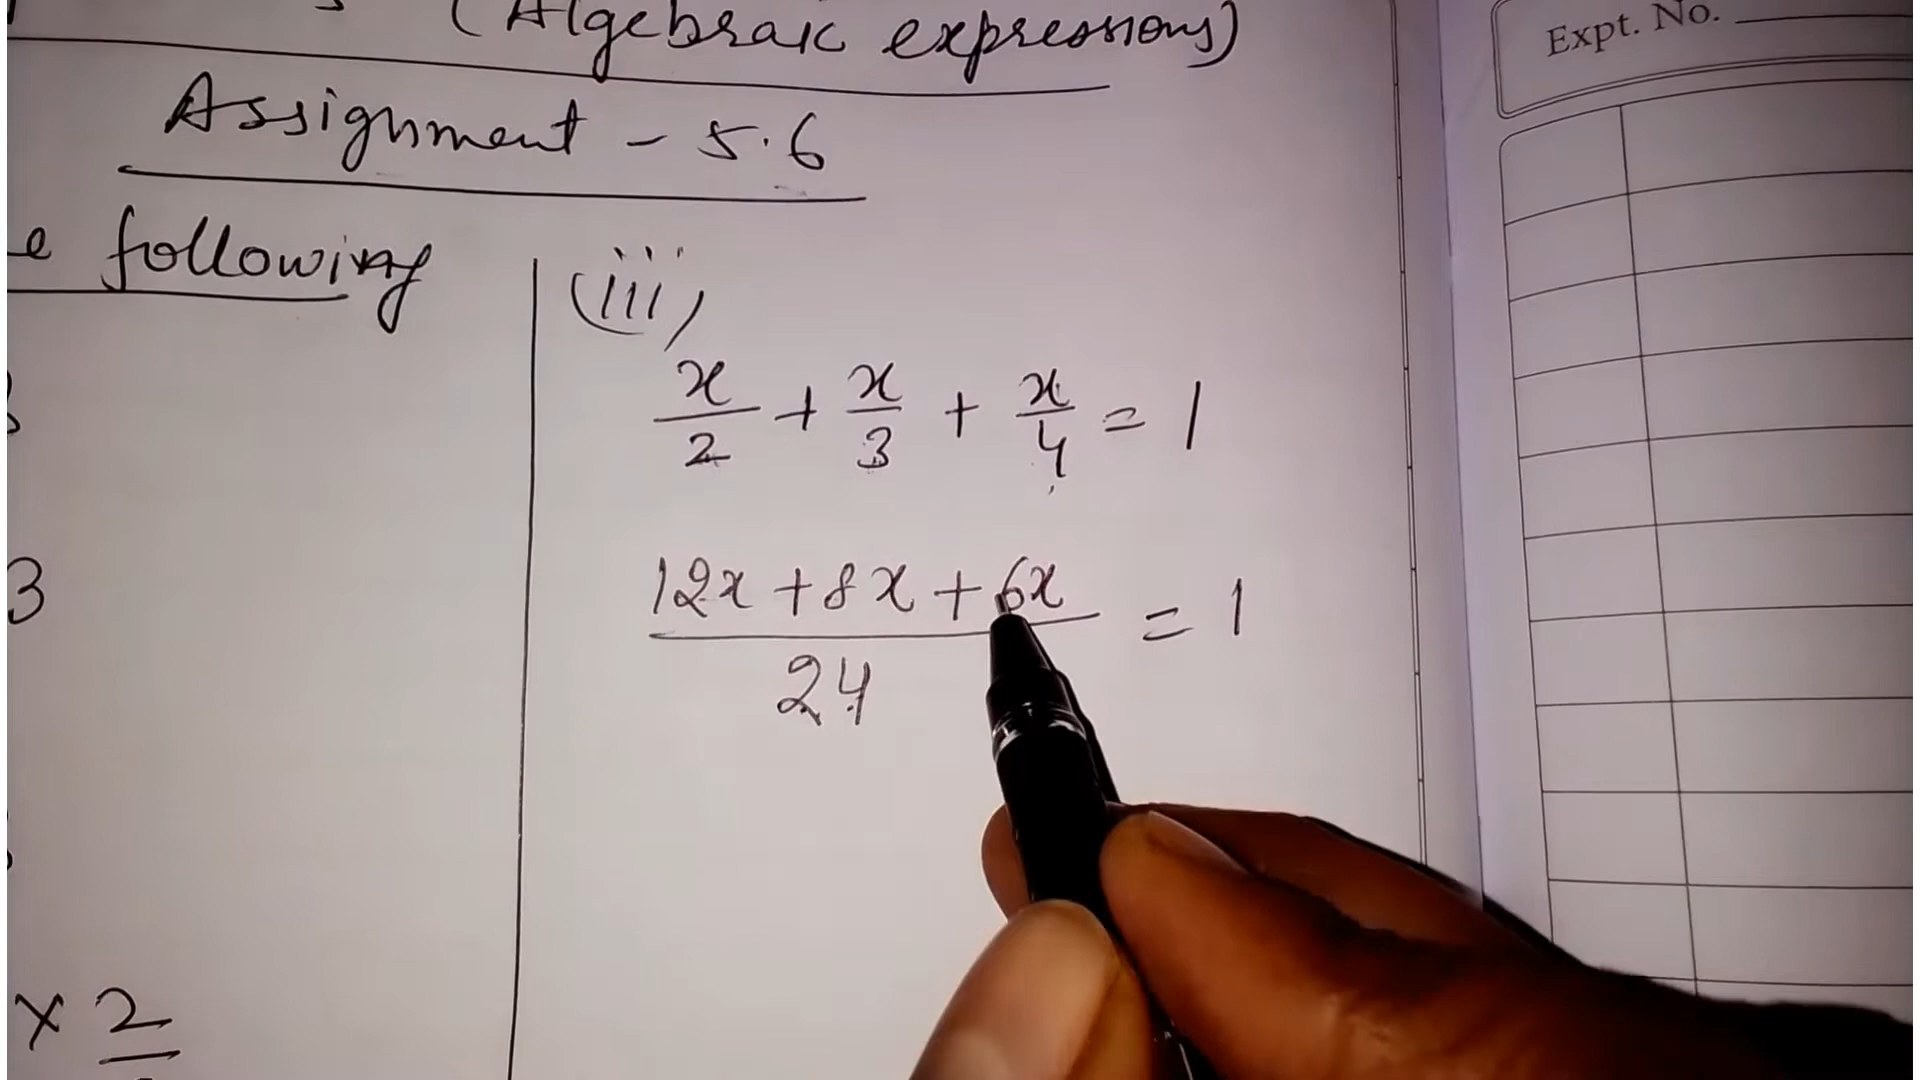 (Algebraic expressions)
Expt. No.
Assignment - 5.6
e following
(iii)
x/2 + x/3 + x/4 = 1
3
12x + 8x + 6x / 24 = 1
x 2